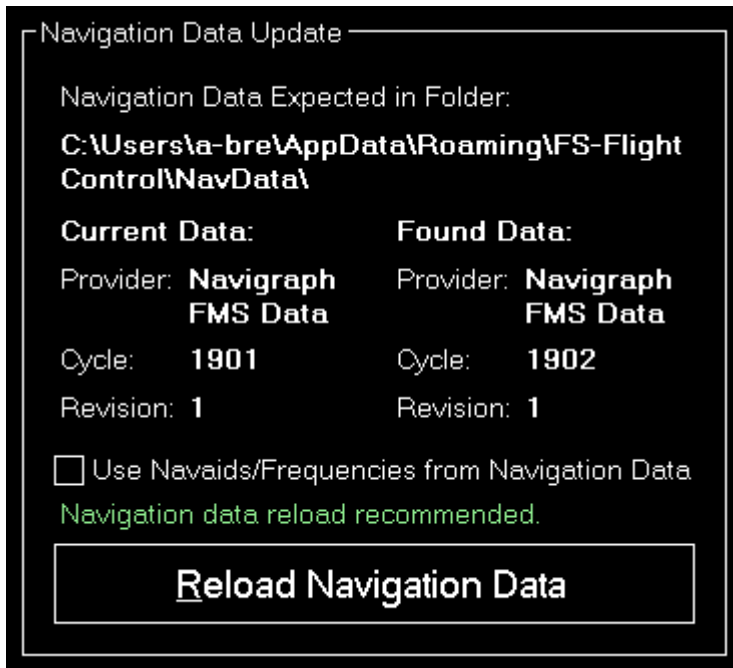 Navigation Data Update
Navigation Data Expected in Folder:
C:\Users\a-bre\AppData\Roaming\FS-Flight
Control\NavData\
Current Data:
Found Data:
Provider: Navigraph
FMS Data
Provider: Navigraph
FMS Data
Cycle: 1901
Cycle: 1902
Revision: 1
Revision: 1
Use Navaids/Frequencies from Navigation Data
Navigation data reload recommended.
Reload Navigation Data